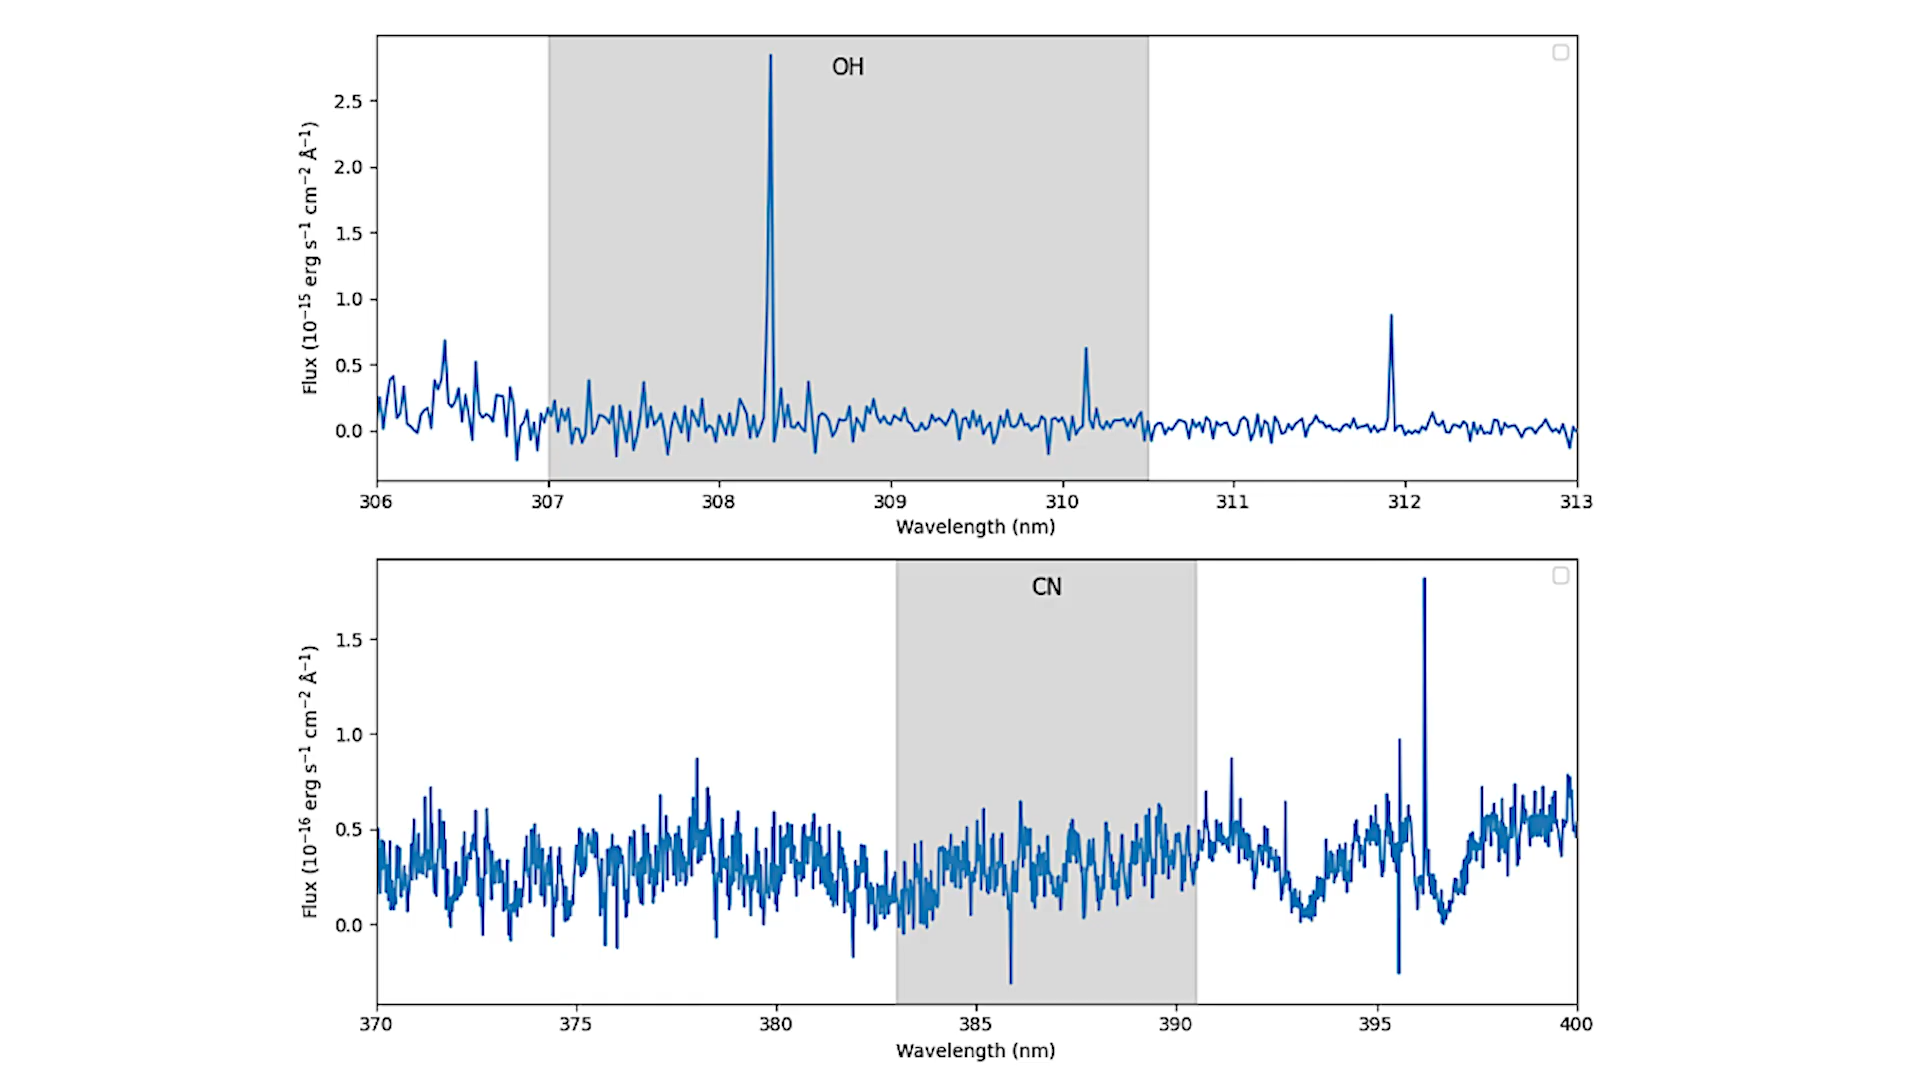 OH
2.5
2.0
1.5
1.0
0.5
0.0
Flux (10⁻¹⁵ erg s⁻¹ cm⁻² Å⁻¹)
306 307 308 309 310 311 312 313
Wavelength (nm)
CN
1.5
1.0
0.5
0.0
Flux (10⁻¹⁶ erg s⁻¹ cm⁻² Å⁻¹)
370 375 380 385 390 395 400
Wavelength (nm)